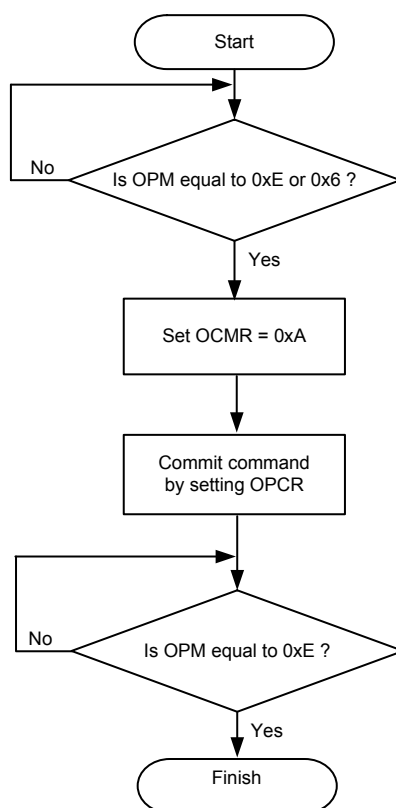 Start
No
Is OPM equal to 0xE or 0x6 ?
Yes
Set OCMR = 0xA
Commit command
by setting OPCR
No
Is OPM equal to 0xE ?
Yes
Finish